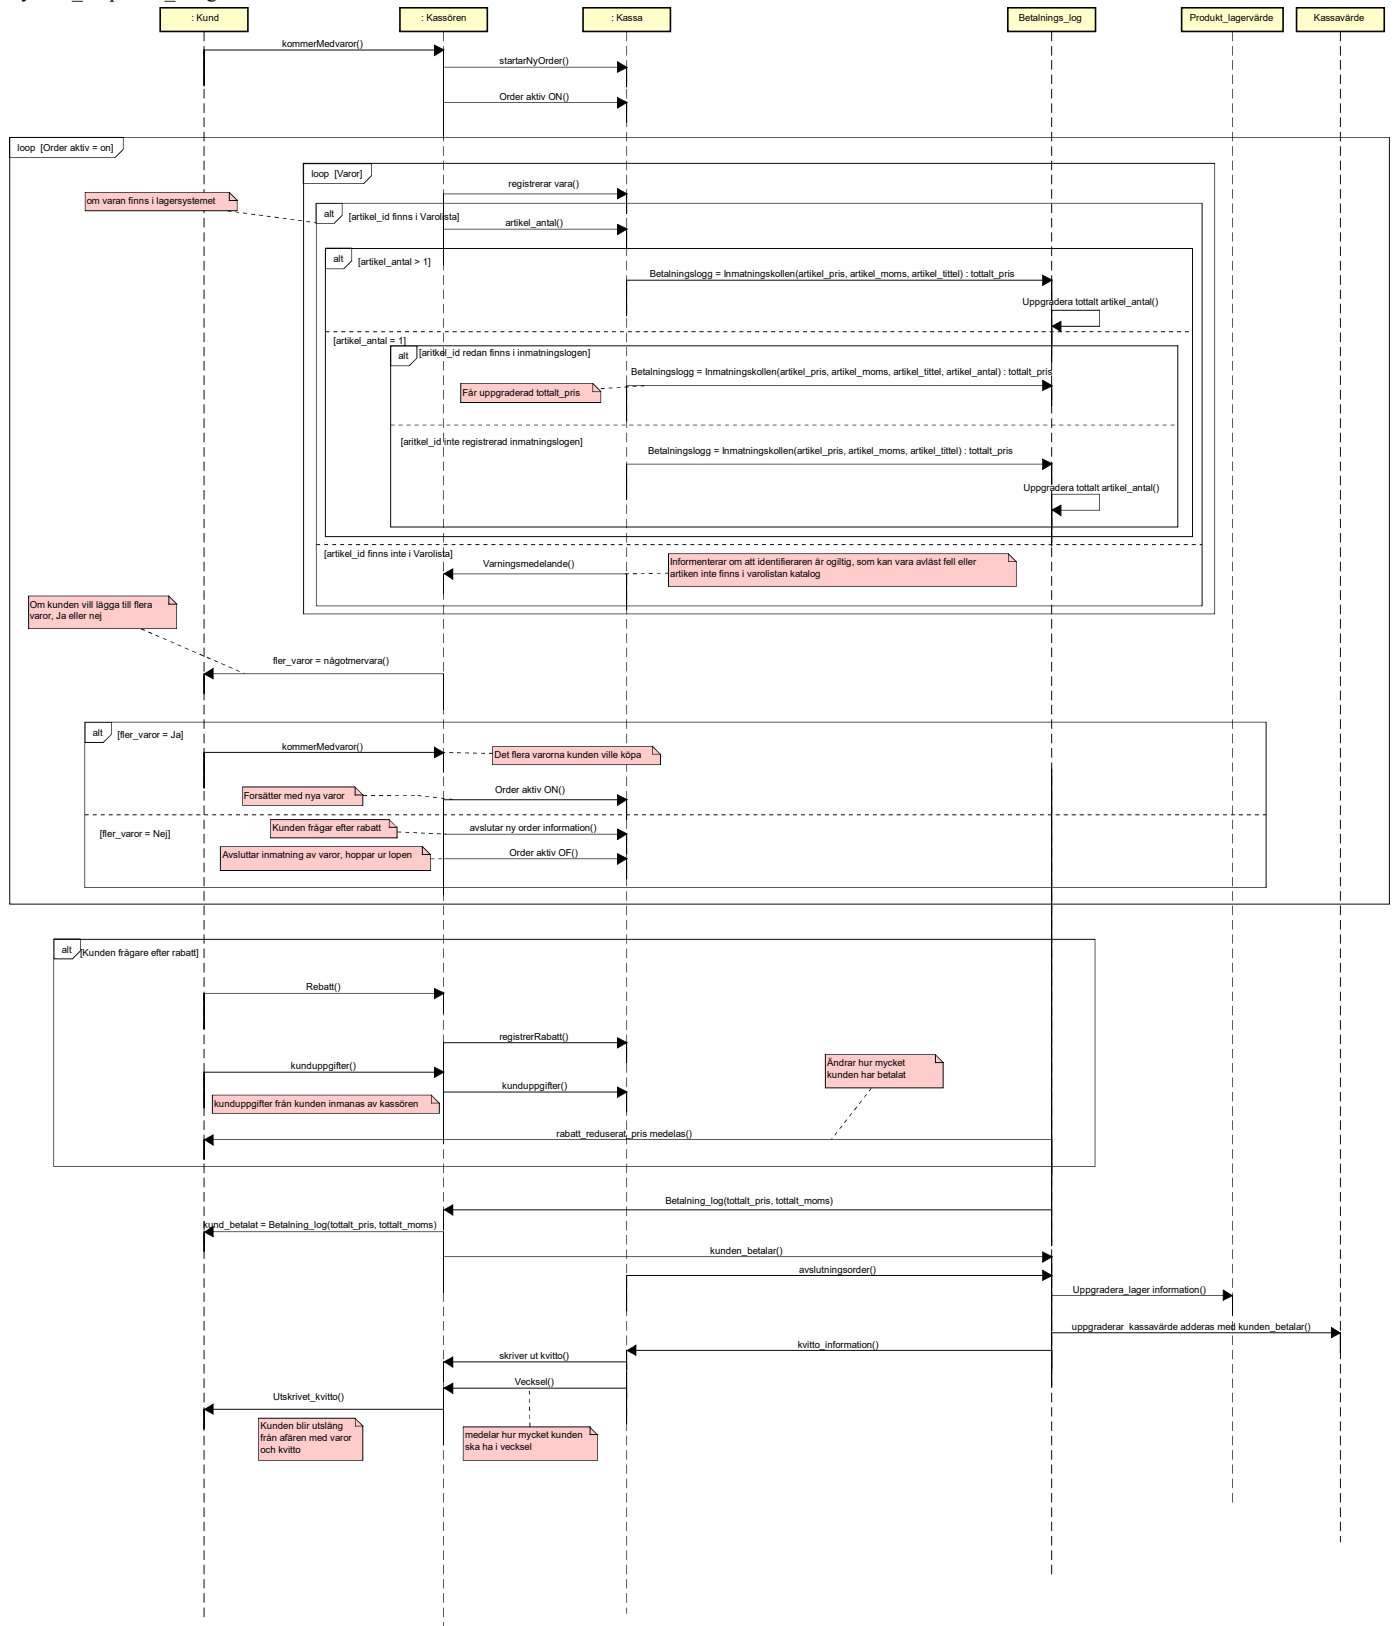 : Kund
: Kassören
: Kassa
Betalnings_log
Produkt_lagervärde
Kassavärde
kommerMedvaror()
startarNyOrder()
Order aktiv ON()
loop [Order aktiv = on]
loop [Varor]
registrerar vara()
om varan finns i lagersystemet
alt [artikel_id finns i Varolista]
artikel_antal()
alt [artikel_antal > 1]
Betalningslogg = Inmatningskollen(artikel_pris, artikel_moms, artikel_tittel) : tottalt_pris
Uppgradera tottalt artikel_antal()
[artikel_antal = 1]
alt [aritkel_id redan finns i inmatningslogen]
Betalningslogg = Inmatningskollen(artikel_pris, artikel_moms, artikel_tittel, artikel_antal) : tottalt_pris
Får uppgraderad tottalt_pris
[aritkel_id inte registrerad inmatningslogen]
Betalningslogg = Inmatningskollen(artikel_pris, artikel_moms, artikel_tittel) : tottalt_pris
Uppgradera tottalt artikel_antal()
[artikel_id finns inte i Varolista]
Varningsmedelande()
Informenterar om att identifieraren är ogiltig, som kan vara avläst fell eller
artiken inte finns i varolistan katalog
Om kunden vill lägga till flera
varor, Ja eller nej
fler_varor = någotmervara()
alt [fler_varor = Ja]
kommerMedvaror()
Det flera varorna kunden ville köpa
Forsätter med nya varor
Order aktiv ON()
[fler_varor = Nej]
Kunden frågar efter rabatt
avslutar ny order information()
Avsluttar inmatning av varor, hoppar ur lopen
Order aktiv OF()
alt [Kunden frågare efter rabatt]
Rebatt()
registrerRabatt()
Ändrar hur mycket
kunden har betalat
kunduppgifter()
kunduppgifter()
kunduppgifter från kunden inmanas av kassören
rabatt_reduserat_pris medelas()
Betalning_log(tottalt_pris, tottalt_moms)
kund_betalat = Betalning_log(tottalt_pris, tottalt_moms)
kunden_betalar()
avslutningsorder()
Uppgradera_lager information()
uppgraderar kassavärde adderas med kunden_betalar()
kvitto_information()
skriver ut kvitto()
Vecksel()
Utskrivet_kvitto()
Kunden blir utsläng
från afären med varor
och kvitto
medelar hur mycket kunden
ska ha i vecksel